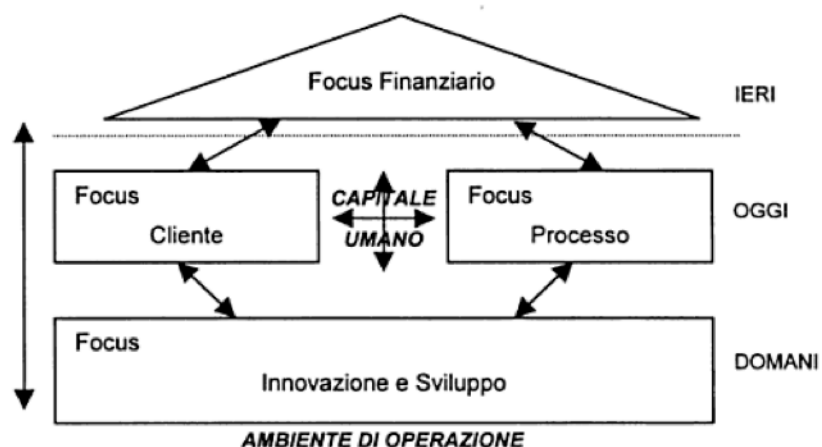 Focus Finanziario
IERI
Focus
Cliente
CAPITALE
UMANO
Focus
Processo
OGGI
Focus
Innovazione e Sviluppo
DOMANI
AMBIENTE DI OPERAZIONE